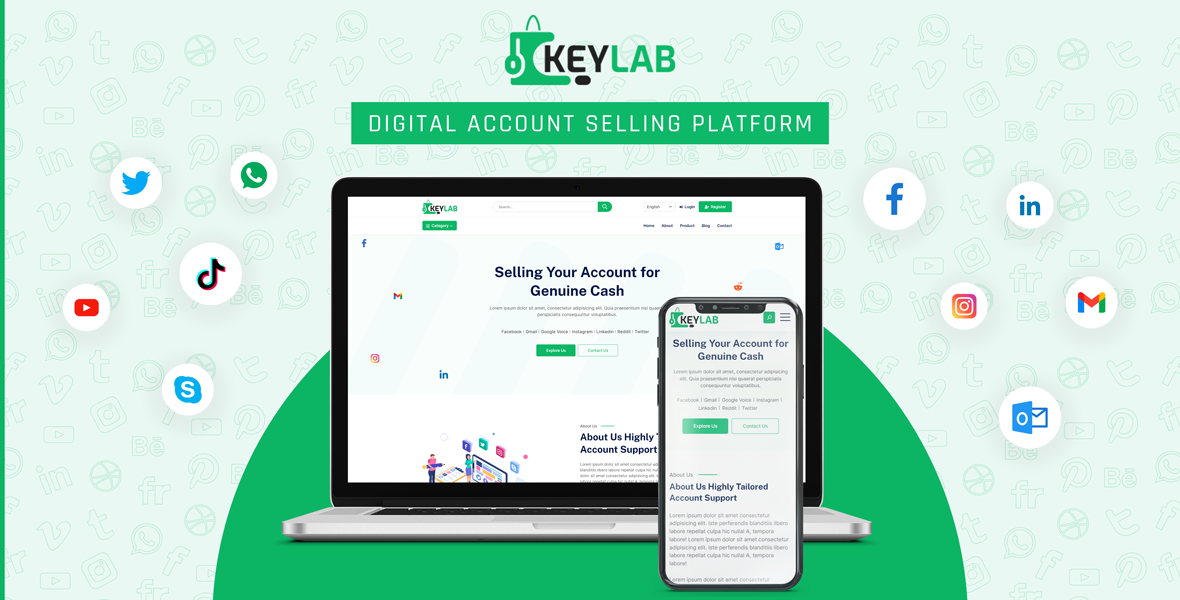 KEYLAB
DIGITAL ACCOUNT SELLING PLATFORM
KEYLAB
Search...
English
Login
Register
Category
Home
About
Product
Blog
Contact
Selling Your Account for
Genuine Cash
Lorem ipsum dolor sit amet, consectetur adipisicing elit. Quia praesentium nisi quae
perspiciatis consequuntur voluptatibus.
Facebook | Gmail | Google Voice | Instagram | Linkedin | Reddit | Twitter
Explore Us
Contact Us
About Us
About Us Highly T
Account Support
KEYLAB
Selling Your Account for
Genuine Cash
Lorem ipsum dolor sit amet, consectetur adipisicing
elit. Quia praesentium nisi quaerat perspiciatis
consequuntur voluptatibus.
Facebook | Gmail | Google Voice | Instagram |
Linkedin | Reddit | Twitter
Explore Us
Contact Us
About Us
About Us Highly Tailored
Account Support
Lorem ipsum dolor sit amet consectetur
adipisicing elit. Iste perferendis blanditiis libero
labore repellat culpa hic nulla! A, tempora
labore! Lorem ipsum dolor sit amet consectetur
adipisicing elit. Iste perferendis blanditiis libero
labore repellat culpa hic nulla! A, tempora
labore!
Lorem ipsum dolor sit amet consectetur